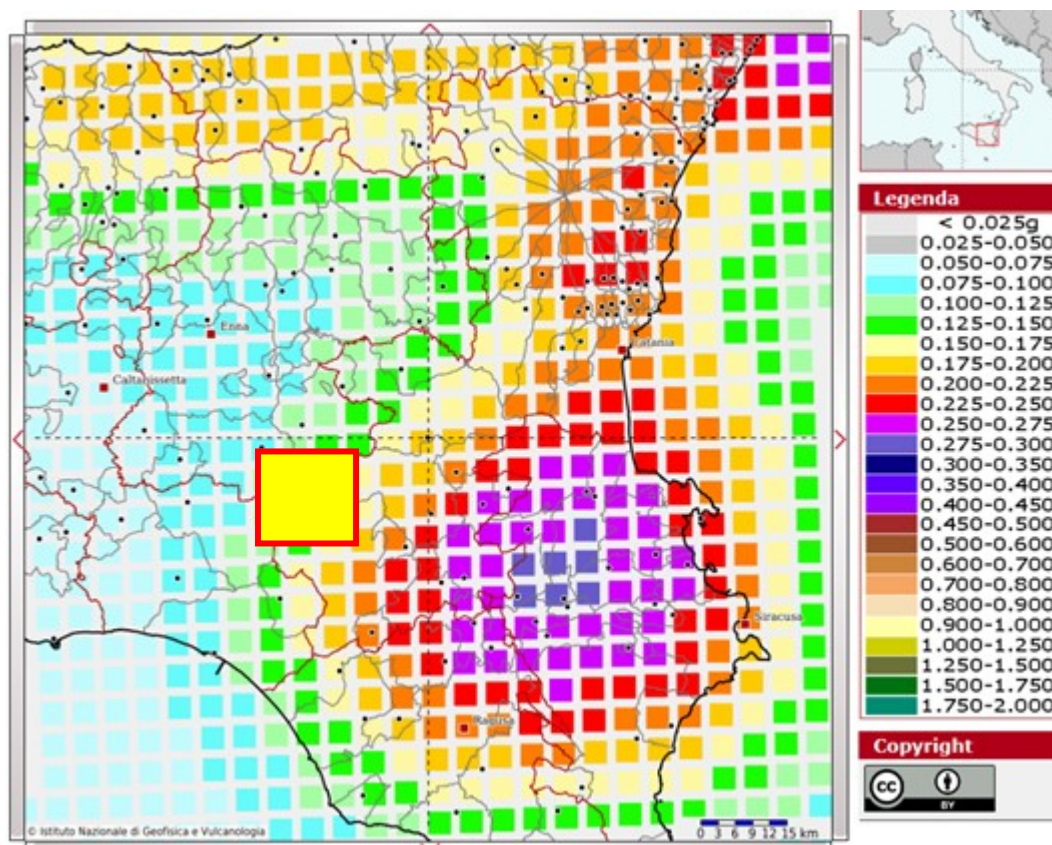 Enna
Caltanissetta
Catania
Siracusa
Ragusa
© Istituto Nazionale di Geofisica e Vulcanologia
0 3 6 9 12 15 km
Legenda
< 0.025g
0.025-0.050
0.050-0.075
0.075-0.100
0.100-0.125
0.125-0.150
0.150-0.175
0.175-0.200
0.200-0.225
0.225-0.250
0.250-0.275
0.275-0.300
0.300-0.350
0.350-0.400
0.400-0.450
0.450-0.500
0.500-0.600
0.600-0.700
0.700-0.800
0.800-0.900
0.900-1.000
1.000-1.250
1.250-1.500
1.500-1.750
1.750-2.000
Copyright
cc
BY